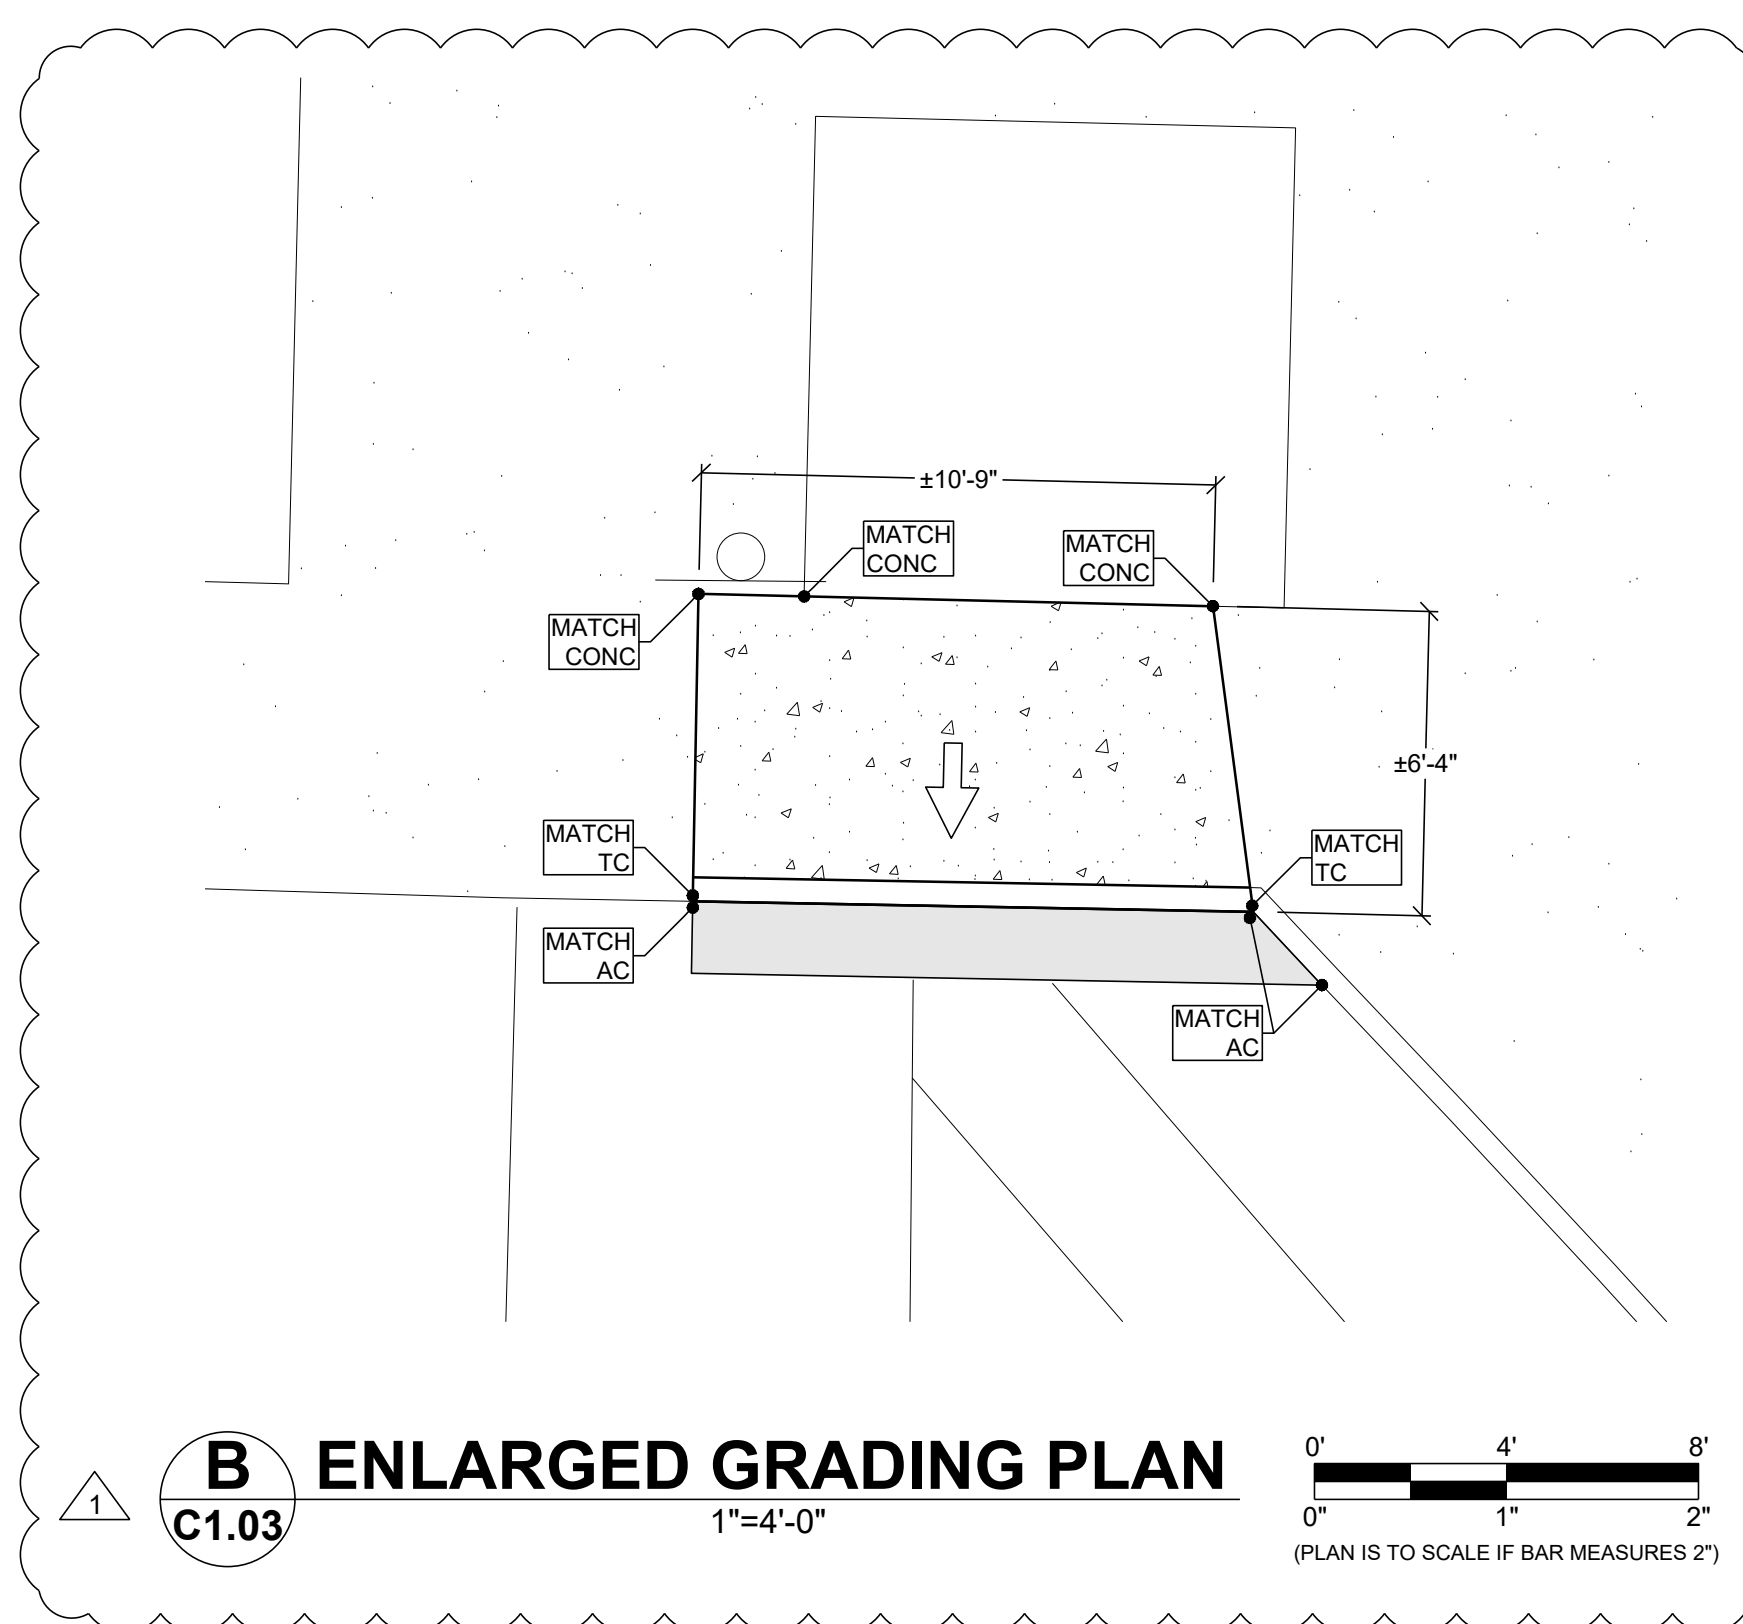 ±10'-9"
MATCH
CONC
MATCH
CONC
MATCH
CONC
±6'-4"
MATCH
TC
MATCH
TC
MATCH
AC
MATCH
AC
B
C1.03
ENLARGED GRADING PLAN
1"=4'-0"
1
0' 4' 8'
0" 1" 2"
(PLAN IS TO SCALE IF BAR MEASURES 2")